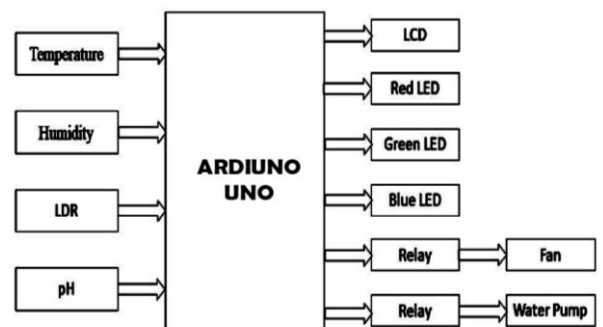 Temperature
Humidity
LDR
pH
ARDIUNO
UNO
LCD
Red LED
Green LED
Blue LED
Relay
Fan
Relay
Water Pump